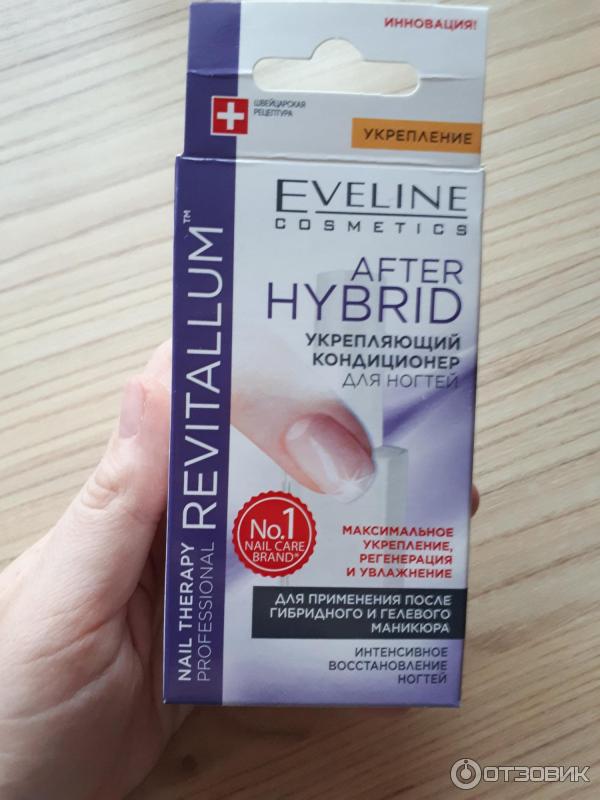 ИННОВАЦИЯ!
ШВЕЙЦАРСКАЯ
РЕЦЕПТУРА
УКРЕПЛЕНИЕ
EVELINE
COSMETICS
AFTER
HYBRID
УКРЕПЛЯЮЩИЙ
КОНДИЦИОНЕР
ДЛЯ НОГТЕЙ
NAIL THERAPY
PROFESSIONAL
REVITALLUM™
No.1
NAIL CARE
BRAND*
МАКСИМАЛЬНОЕ
УКРЕПЛЕНИЕ,
РЕГЕНЕРАЦИЯ
И УВЛАЖНЕНИЕ
ДЛЯ ПРИМЕНЕНИЯ ПОСЛЕ
ГИБРИДНОГО И ГЕЛЕВОГО
МАНИКЮРА
ИНТЕНСИВНОЕ
ВОССТАНОВЛЕНИЕ
НОГТЕЙ
ОТЗОВИК